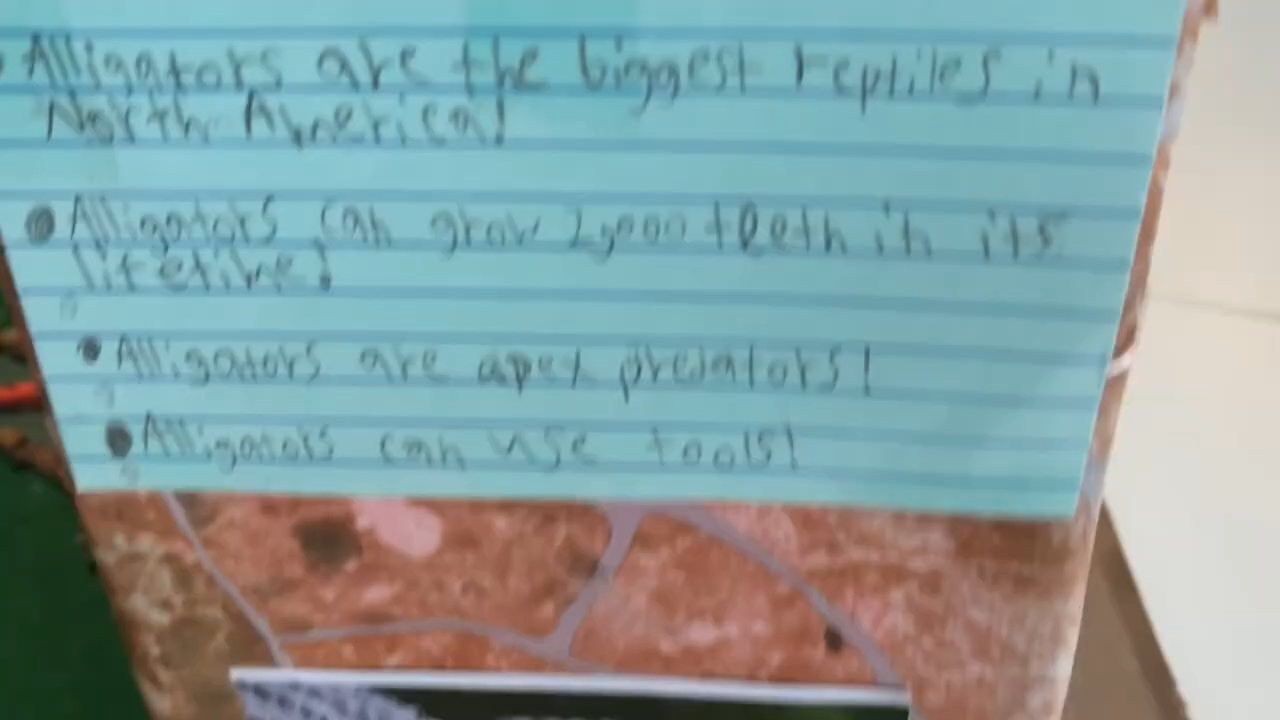 • Alligators are the biggest reptiles in
North America!
• Alligators can grow 2,000 teeth in its
lifetime!
• Alligators are apex predators!
• Alligators can use tools!